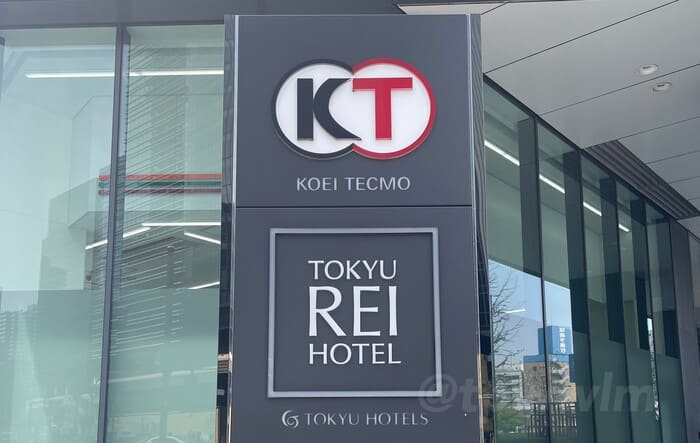 KT
KOEI TECMO
TOKYU
REI
HOTEL
TOKYU HOTELS